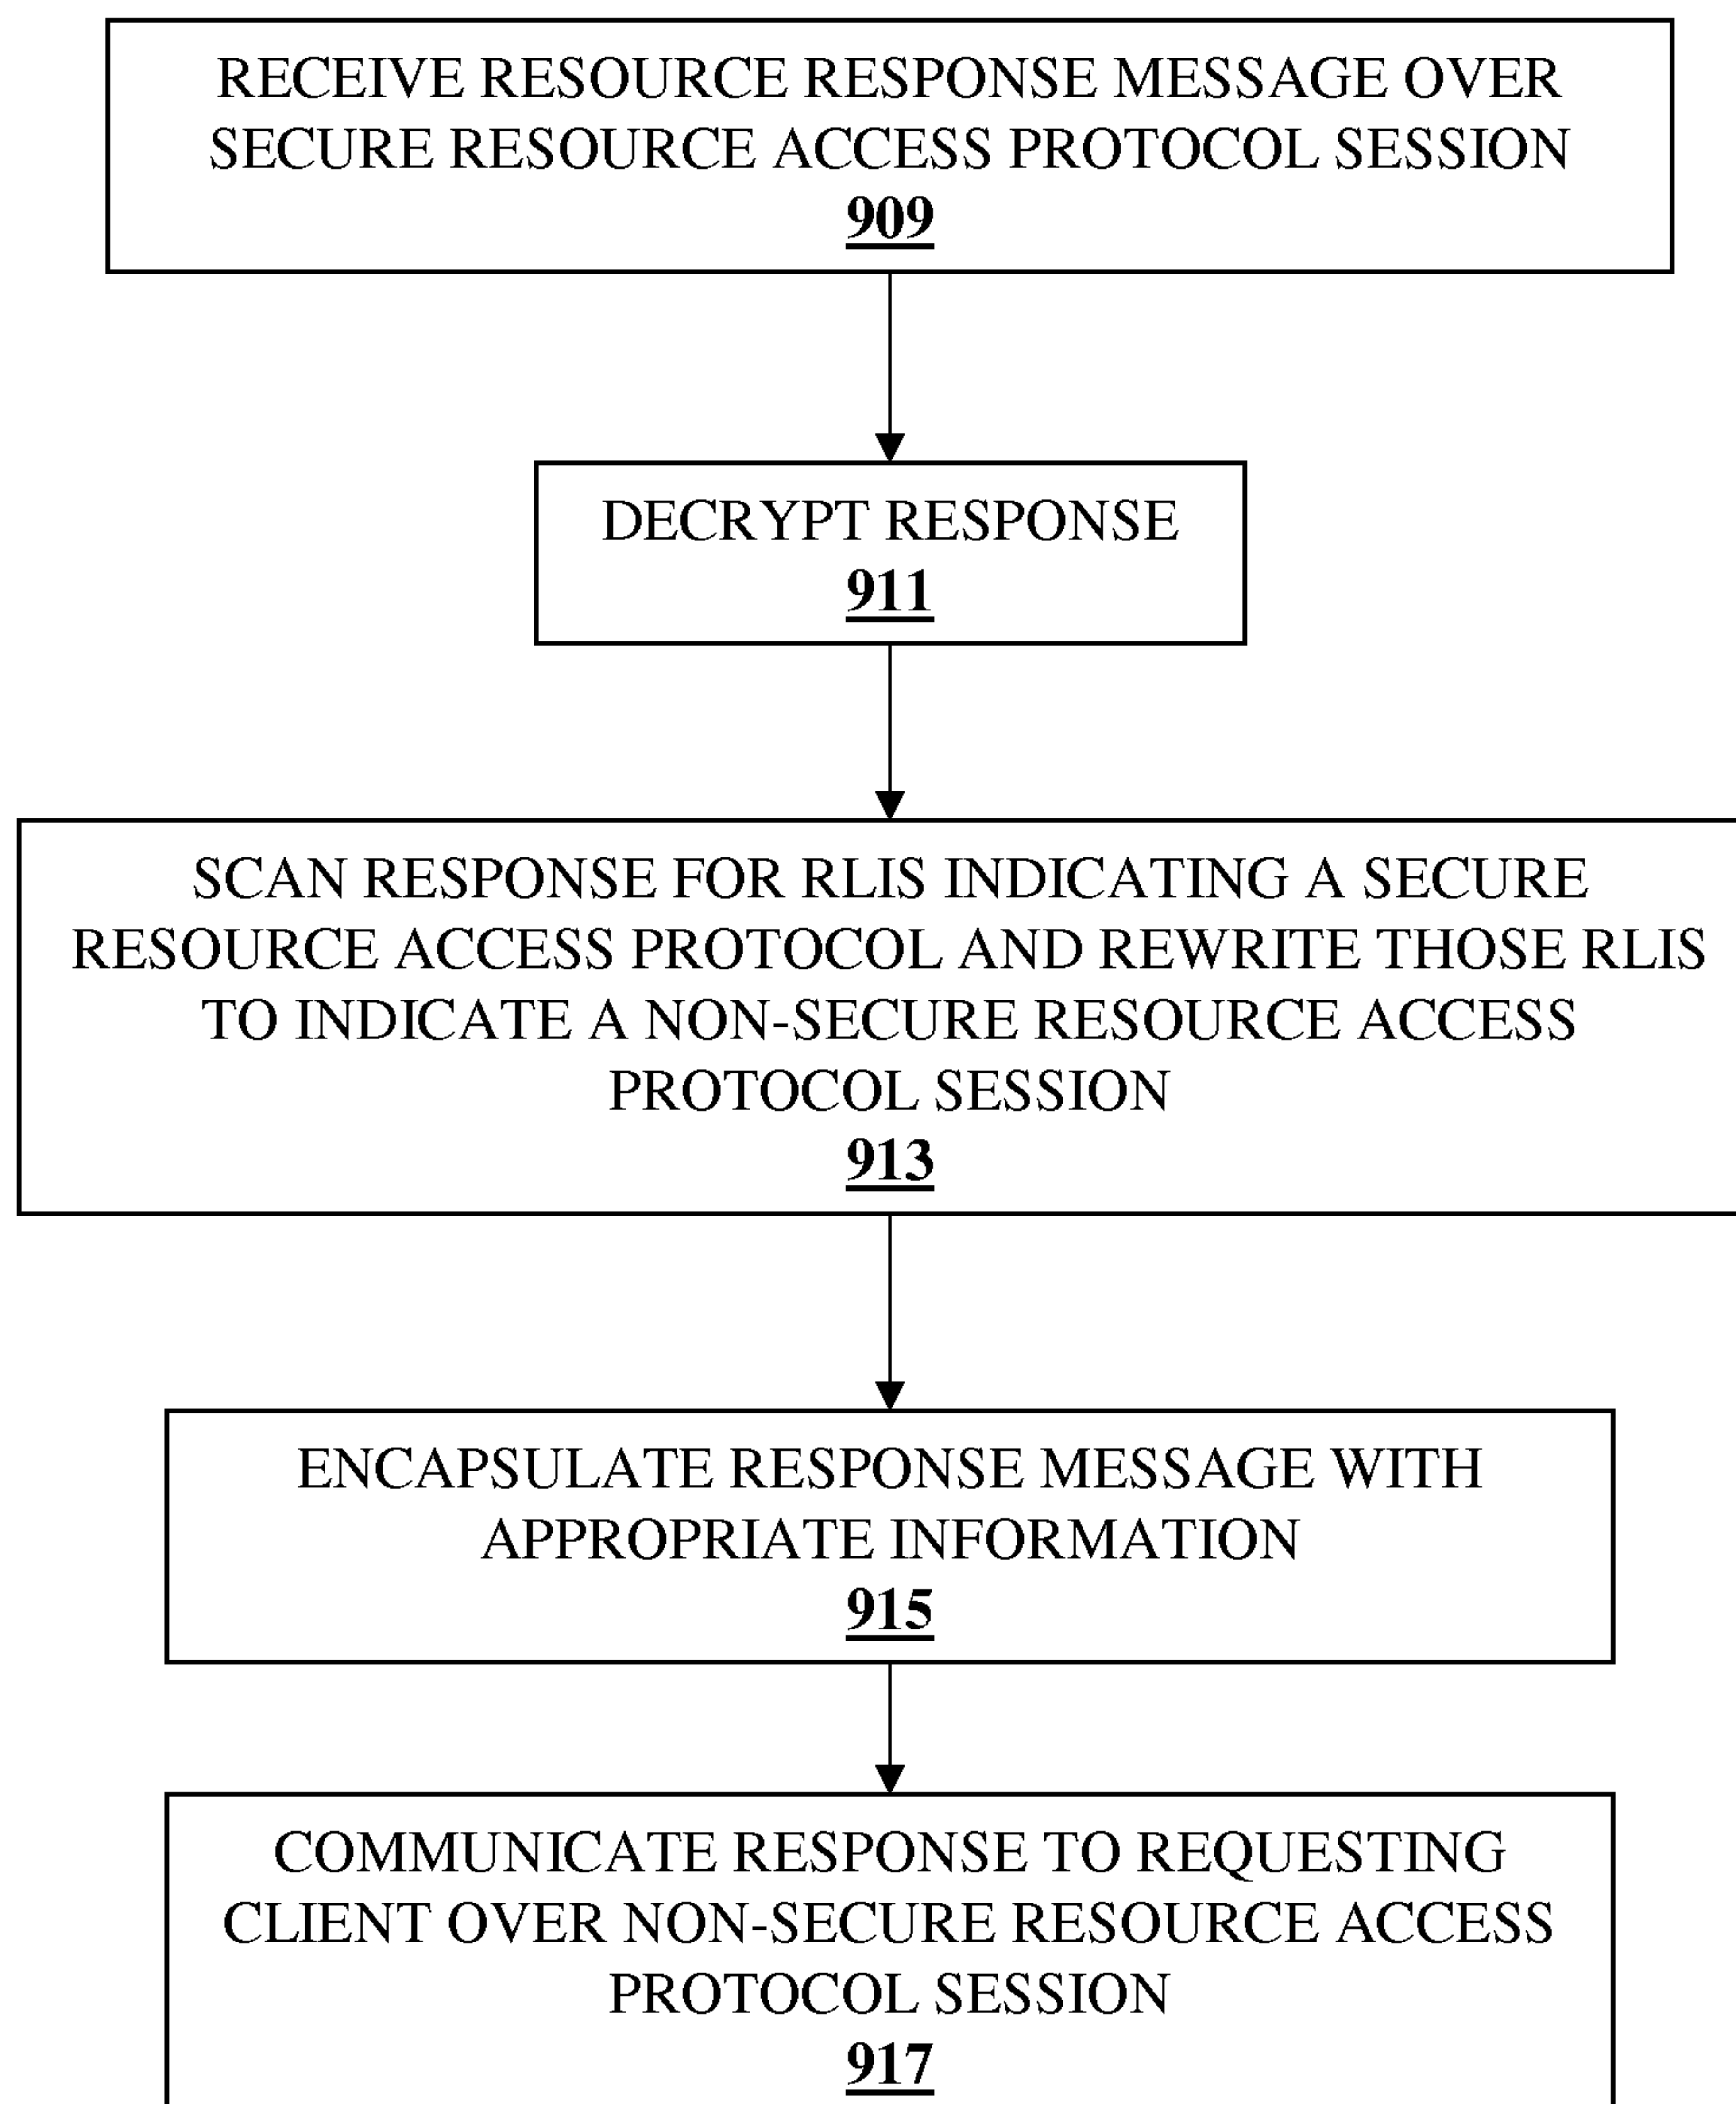 RECEIVE RESOURCE RESPONSE MESSAGE OVER
SECURE RESOURCE ACCESS PROTOCOL SESSION
909
DECRYPT RESPONSE
911
SCAN RESPONSE FOR RLIS INDICATING A SECURE
RESOURCE ACCESS PROTOCOL AND REWRITE THOSE RLIS
TO INDICATE A NON-SECURE RESOURCE ACCESS
PROTOCOL SESSION
913
ENCAPSULATE RESPONSE MESSAGE WITH
APPROPRIATE INFORMATION
915
COMMUNICATE RESPONSE TO REQUESTING
CLIENT OVER NON-SECURE RESOURCE ACCESS
PROTOCOL SESSION
917